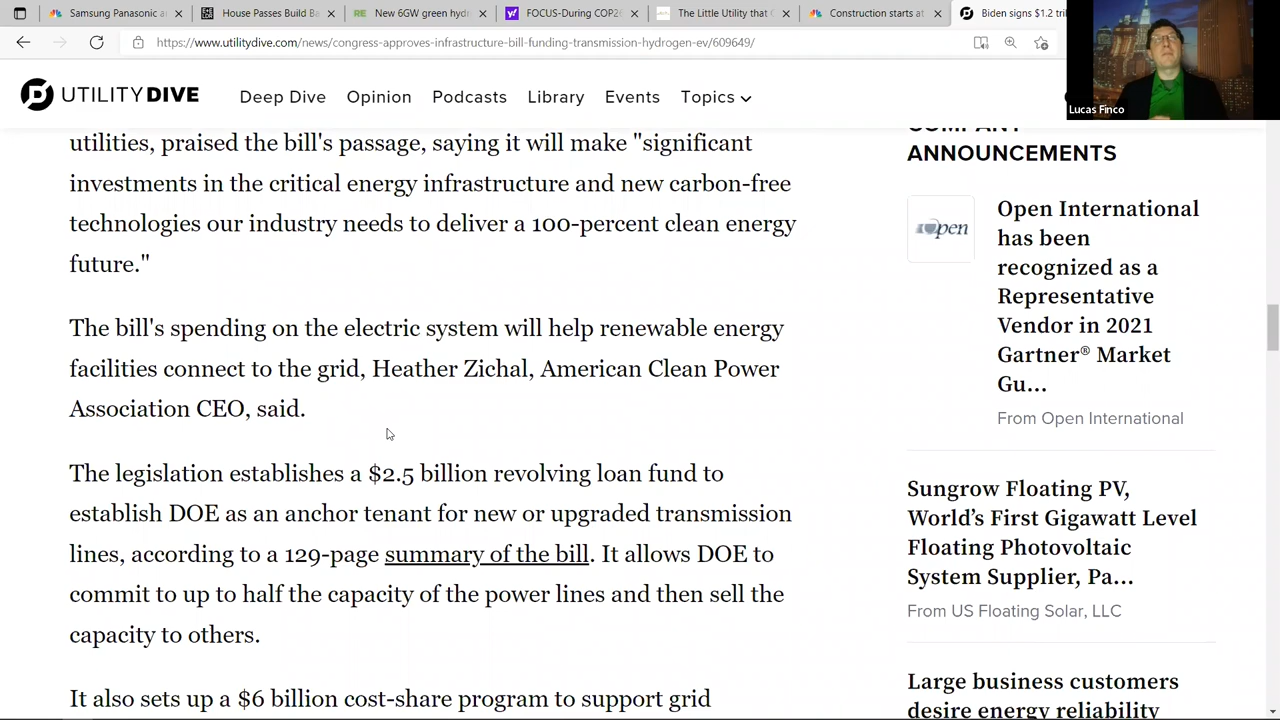 Samsung Panasonic a
House Passes Build Ba
RE New AGW green hydr
FOCUS-During COP2
The Little Utility that
Construction starts at
Biden signs $1.2 tri
https://www.utilitydive.com/news/congress-approves-infrastructure-bill-funding-transmission-hydrogen-ev/609649/
Lucas Finco
UTILITY DIVE
Deep Dive
Opinion
Podcasts
Library
Events
Topics
utilities, praised the bill's passage, saying it will make "significant
investments in the critical energy infrastructure and new carbon-free
technologies our industry needs to deliver a 100-percent clean energy
future."
The bill's spending on the electric system will help renewable energy
facilities connect to the grid, Heather Zichal, American Clean Power
Association CEO, said.
The legislation establishes a $2.5 billion revolving loan fund to
establish DOE as an anchor tenant for new or upgraded transmission
lines, according to a 129-page summary of the bill. It allows DOE to
commit to up to half the capacity of the power lines and then sell the
capacity to others.
It also sets up a $6 billion cost-share program to support grid
COMPANY
ANNOUNCEMENTS
open
Open International
has been
recognized as a
Representative
Vendor in 2021
Gartner® Market
Gu...
From Open International
Sungrow Floating PV,
World's First Gigawatt Level
Floating Photovoltaic
System Supplier, Pa...
From US Floating Solar, LLC
Large business customers
desire energy reliability